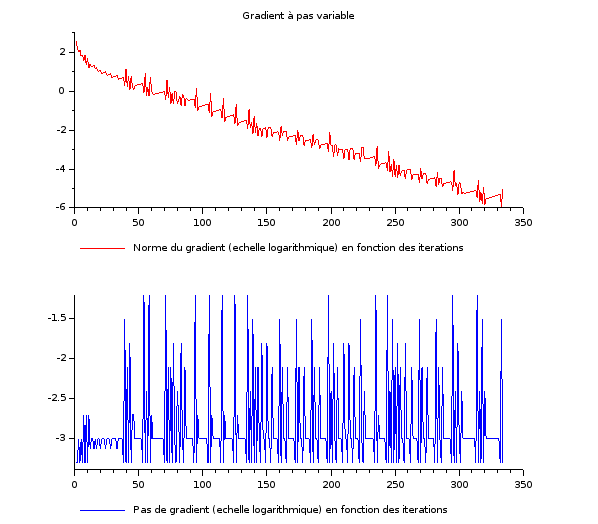 Gradient à pas variable
2
0
-2
-4
-6
0 50 100 150 200 250 300 350
Norme du gradient (echelle logarithmique) en fonction des iterations
-1.5
-2
-2.5
-3
0 50 100 150 200 250 300 350
Pas de gradient (echelle logarithmique) en fonction des iterations